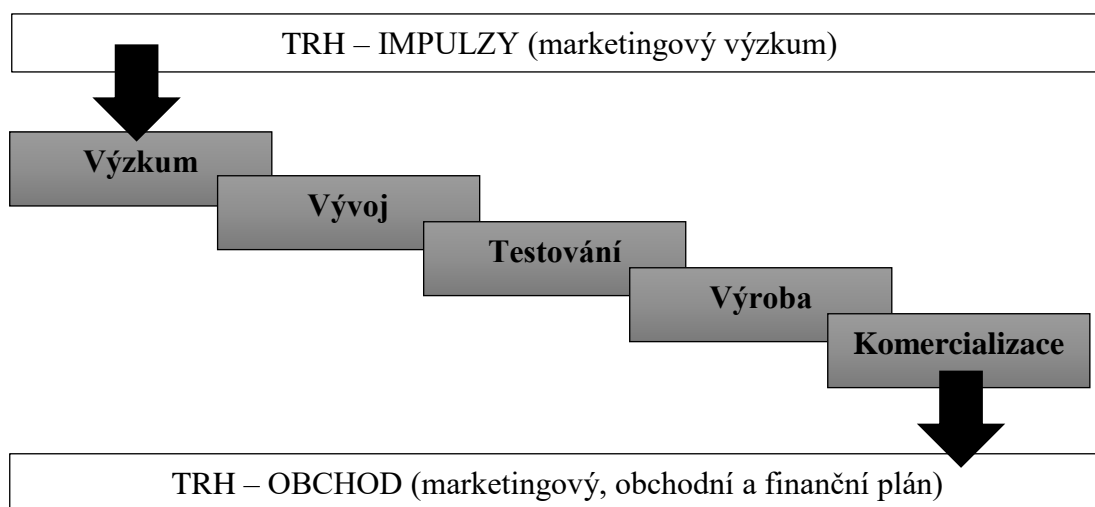 TRH – IMPULZY (marketingový výzkum)
Výzkum
Vývoj
Testování
Výroba
Komercializace
TRH – OBCHOD (marketingový, obchodní a finanční plán)